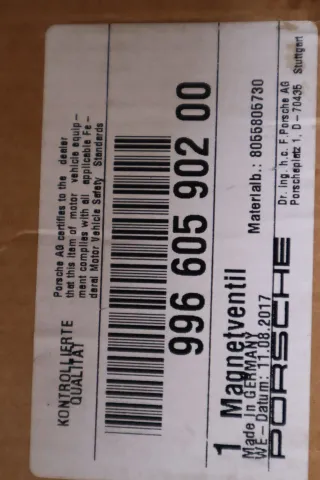 KONTROLLIERTE
QUALITÄT
Porsche AG certifies to the dealer
that this item of motor vehicle equip-
ment complies with all applicable Fe-
deral Motor Vehicle Safety Standards
996 605 902 00
1 Magnetventil
Made in GERMANY
WE - Datum: 11.08.2017
Materialb.: 8055805730
PORSCHE
Dr. Ing. h.c. F.Porsche AG
Porscheplatz 1, D - 70435 Stuttgart